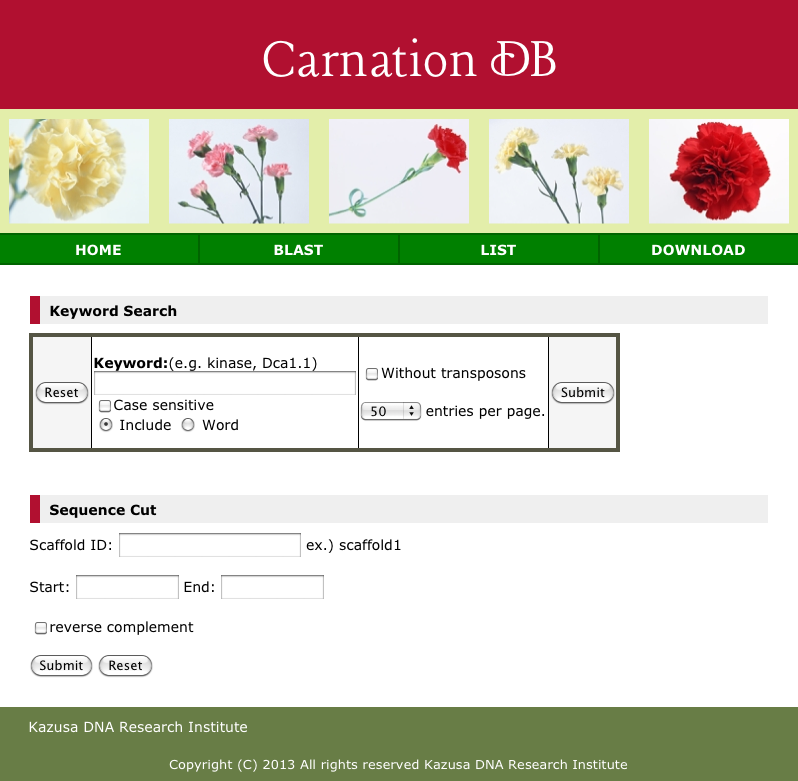 Carnation DB
HOME BLAST LIST DOWNLOAD
Keyword Search
Reset
Keyword:(e.g. kinase, Dca1.1)
Case sensitive
Include Word
Without transposons
50 entries per page.
Submit
Sequence Cut
Scaffold ID: ex.) scaffold1
Start: End:
reverse complement
Submit Reset
Kazusa DNA Research Institute
Copyright (C) 2013 All rights reserved Kazusa DNA Research Institute